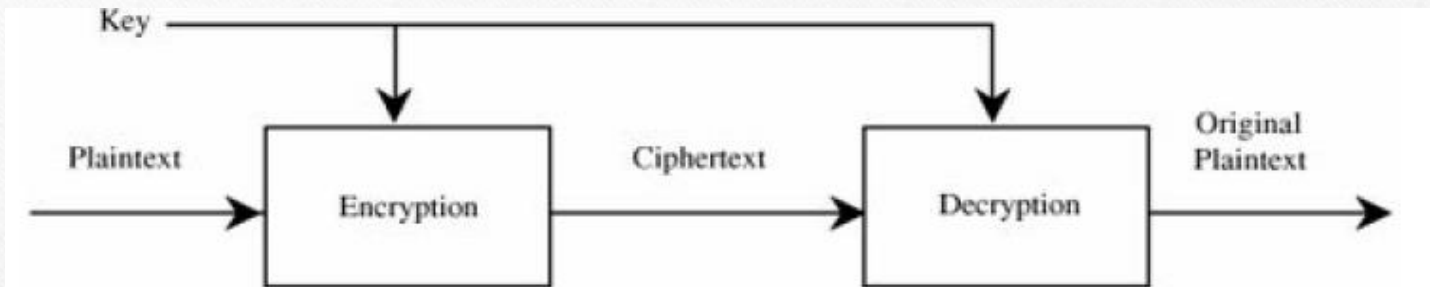 Key
Plaintext
Encryption
Ciphertext
Decryption
Original
Plaintext